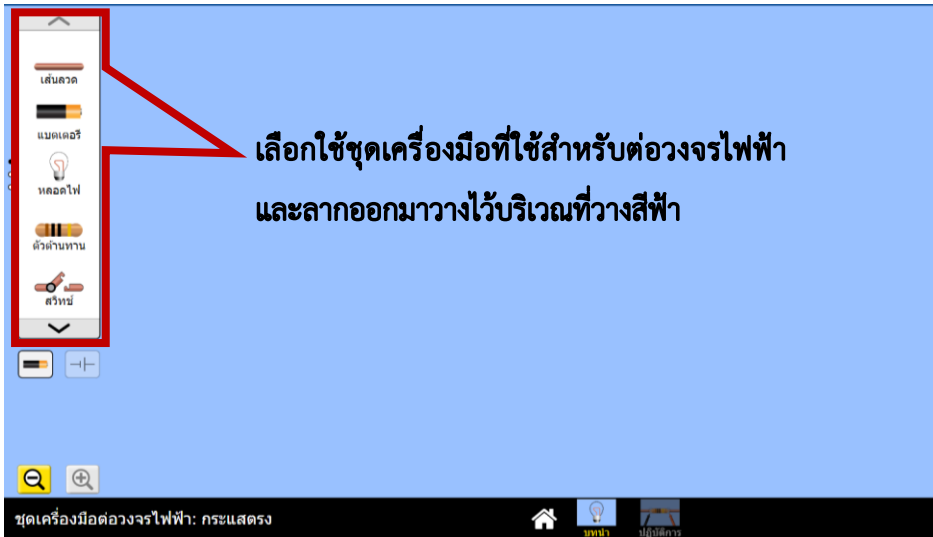 เส้นลวด
แบตเตอรี
หลอดไฟ
ตัวต้านทาน
สวิทช์
เลือกใช้ชุดเครื่องมือที่ใช้สำหรับต่อวงจรไฟฟ้า
และลากออกมาวางไว้บริเวณที่วางสีฟ้า
ชุดเครื่องมือต่อวงจรไฟฟ้า: กระแสตรง
บทนำ
ปฏิบัติการ